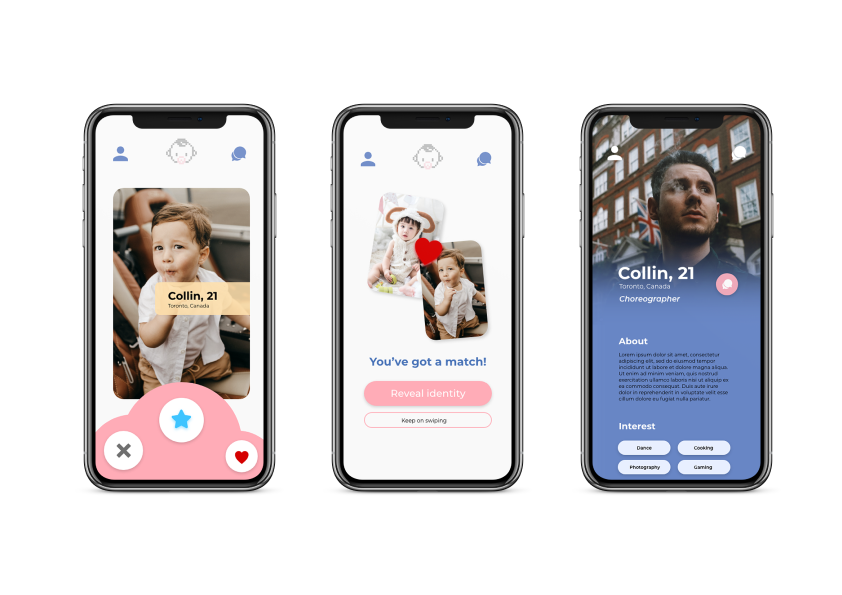 Collin, 21
Toronto, Canada
You've got a match!
Reveal identity
Keep on swiping
Collin, 21
Toronto, Canada
Choreographer
About
Lorem ipsum dolor sit amet, consectetur
adipiscing elit, sed do eiusmod tempor
incididunt ut labore et dolore magna aliqua.
Ut enim ad minim veniam, quis nostrud
exercitation ullamco laboris nisi ut aliquip ex
ea commodo consequat. Duis aute irure
dolor in reprehenderit in voluptate velit esse
cillum dolore eu fugiat nulla pariatur.
Interest
Dance
Cooking
Photography
Gaming